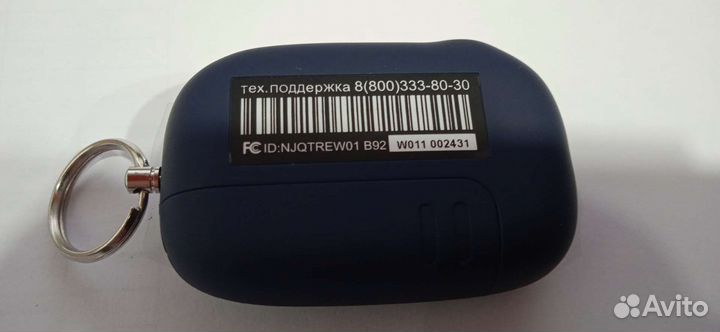 тех.поддержка 8(800)333-80-30
FC ID:NJQTREW01 B92 W011 002431
Avito